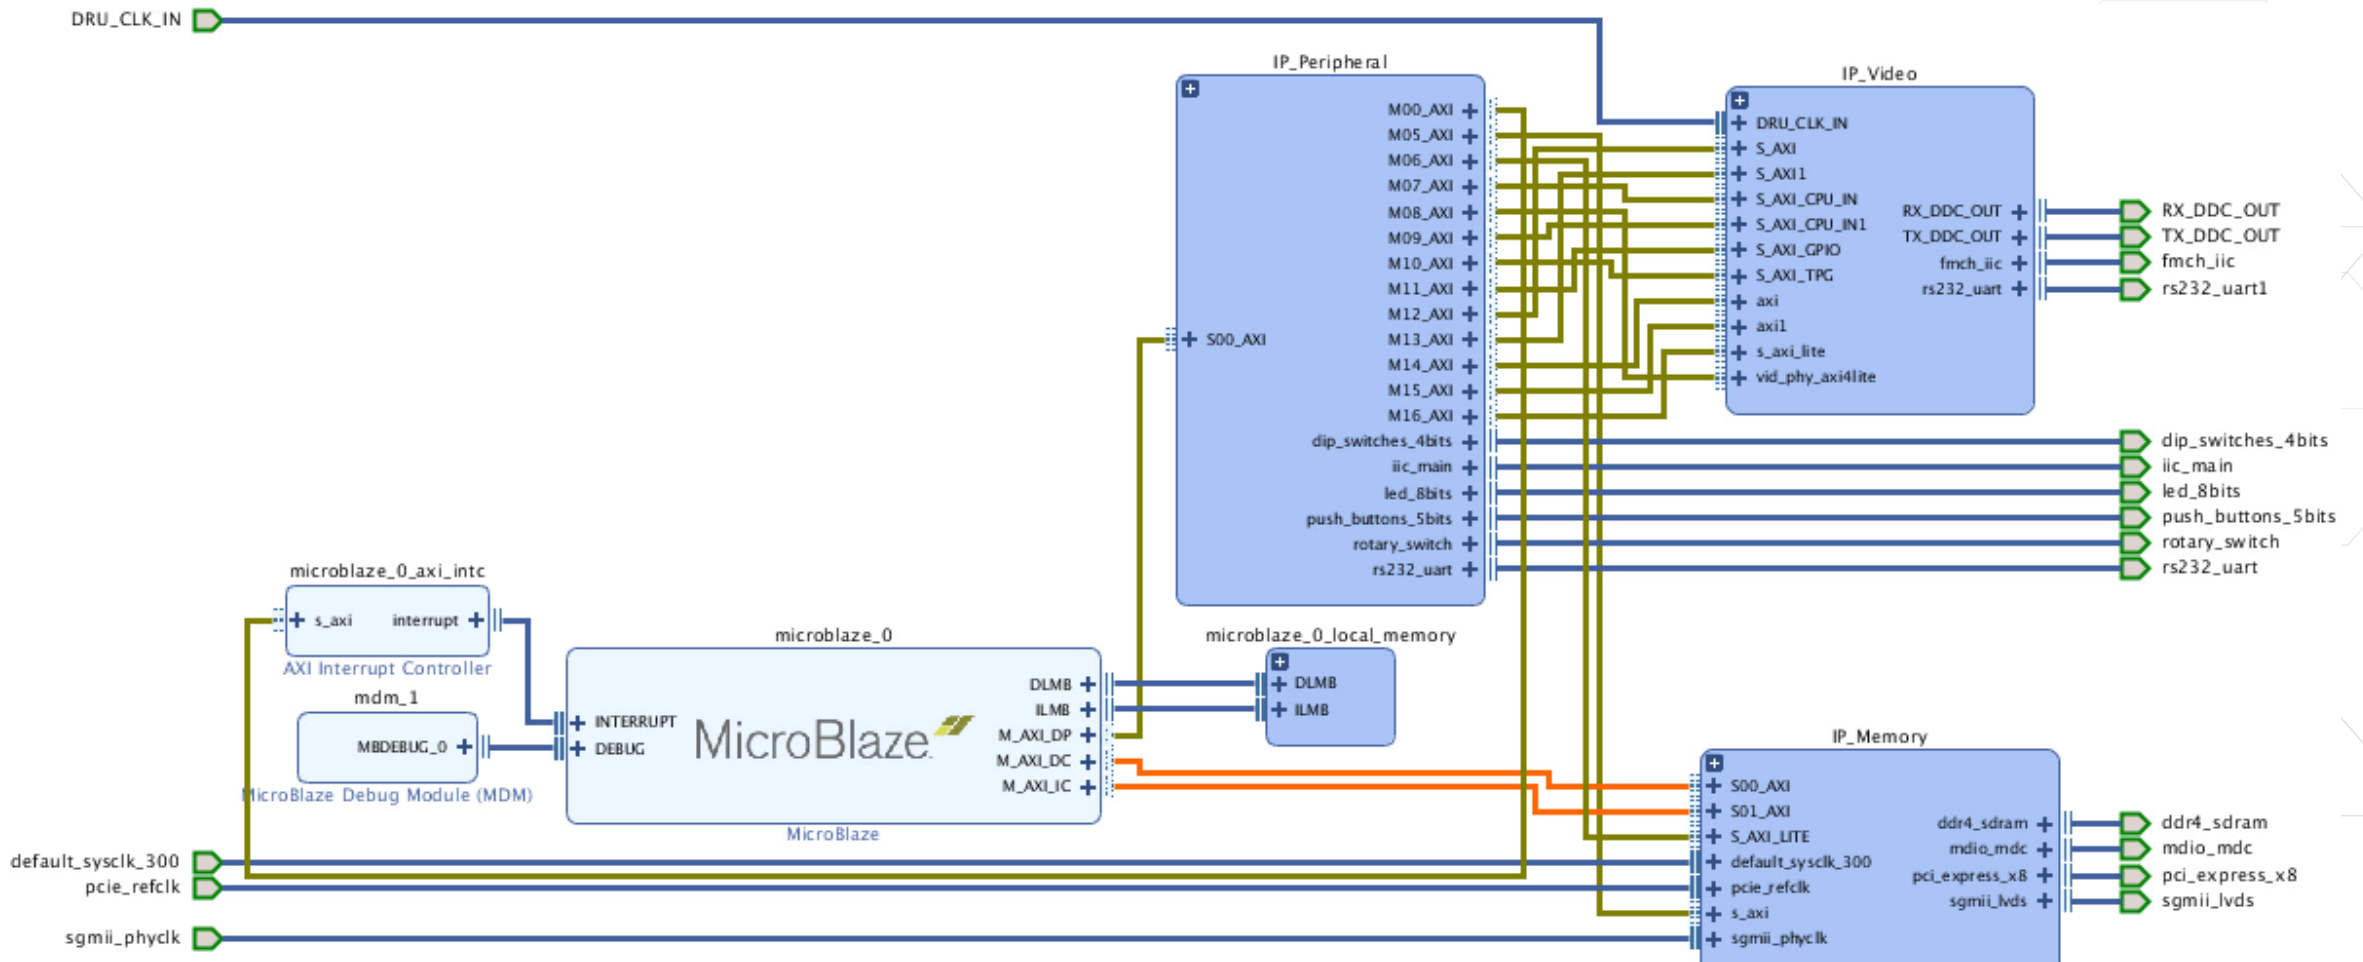 DRU_CLK_IN
IP_Peripheral
M00_AXI
M05_AXI
M06_AXI
M07_AXI
M08_AXI
M09_AXI
M10_AXI
M11_AXI
M12_AXI
S00_AXI
M13_AXI
M14_AXI
M15_AXI
M16_AXI
dip_switches_4bits
iic_main
led_8bits
push_buttons_5bits
rotary_switch
rs232_uart
IP_Video
DRU_CLK_IN
S_AXI
S_AXI1
S_AXI_CPU_IN
S_AXI_CPU_IN1
S_AXI_GPIO
S_AXI_TPG
axi
axi1
s_axi_lite
vid_phy_axi4lite
RX_DDC_OUT
TX_DDC_OUT
fmch_iic
rs232_uart
RX_DDC_OUT
TX_DDC_OUT
fmch_iic
rs232_uart1
dip_switches_4bits
iic_main
led_8bits
push_buttons_5bits
rotary_switch
rs232_uart
microblaze_0_axi_intc
s_axi interrupt
AXI Interrupt Controller
mdm_1
MBDEBUG_0
MicroBlaze Debug Module (MDM)
microblaze_0
INTERRUPT
DEBUG
MicroBlaze
DLMB
ILMB
M_AXI_DP
M_AXI_DC
M_AXI_IC
MicroBlaze
microblaze_0_local_memory
DLMB
ILMB
default_sysclk_300
pcie_refclk
sgmii_phyclk
IP_Memory
S00_AXI
S01_AXI
S_AXI_LITE
default_sysclk_300
pcie_refclk
s_axi
sgmii_phyclk
ddr4_sdram
mdio_mdc
pci_express_x8
sgmii_lvds
ddr4_sdram
mdio_mdc
pci_express_x8
sgmii_lvds